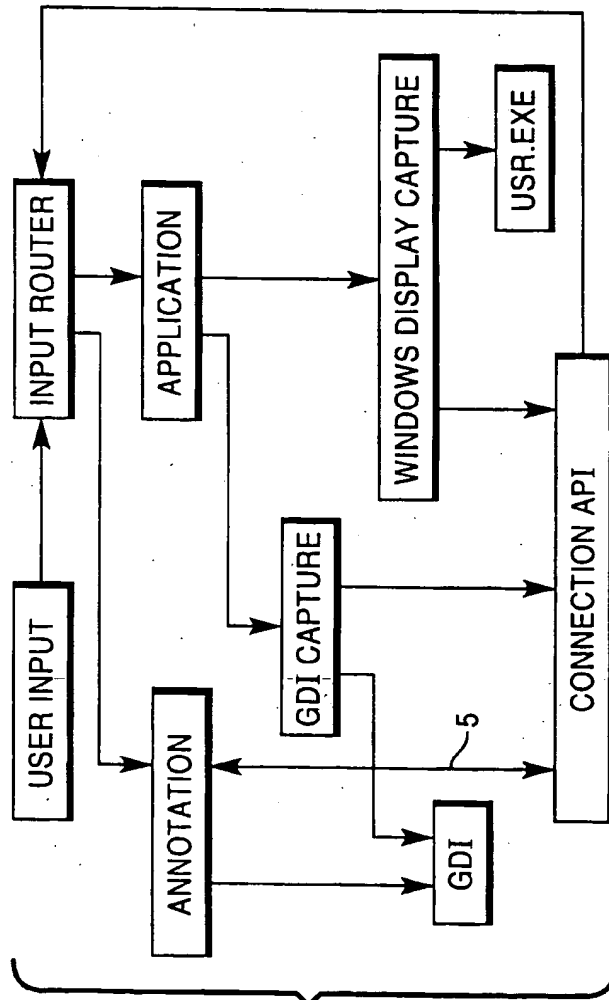 USER INPUT
INPUT ROUTER
ANNOTATION
APPLICATION
GDI CAPTURE
WINDOWS DISPLAY CAPTURE
5
GDI
USR.EXE
CONNECTION API